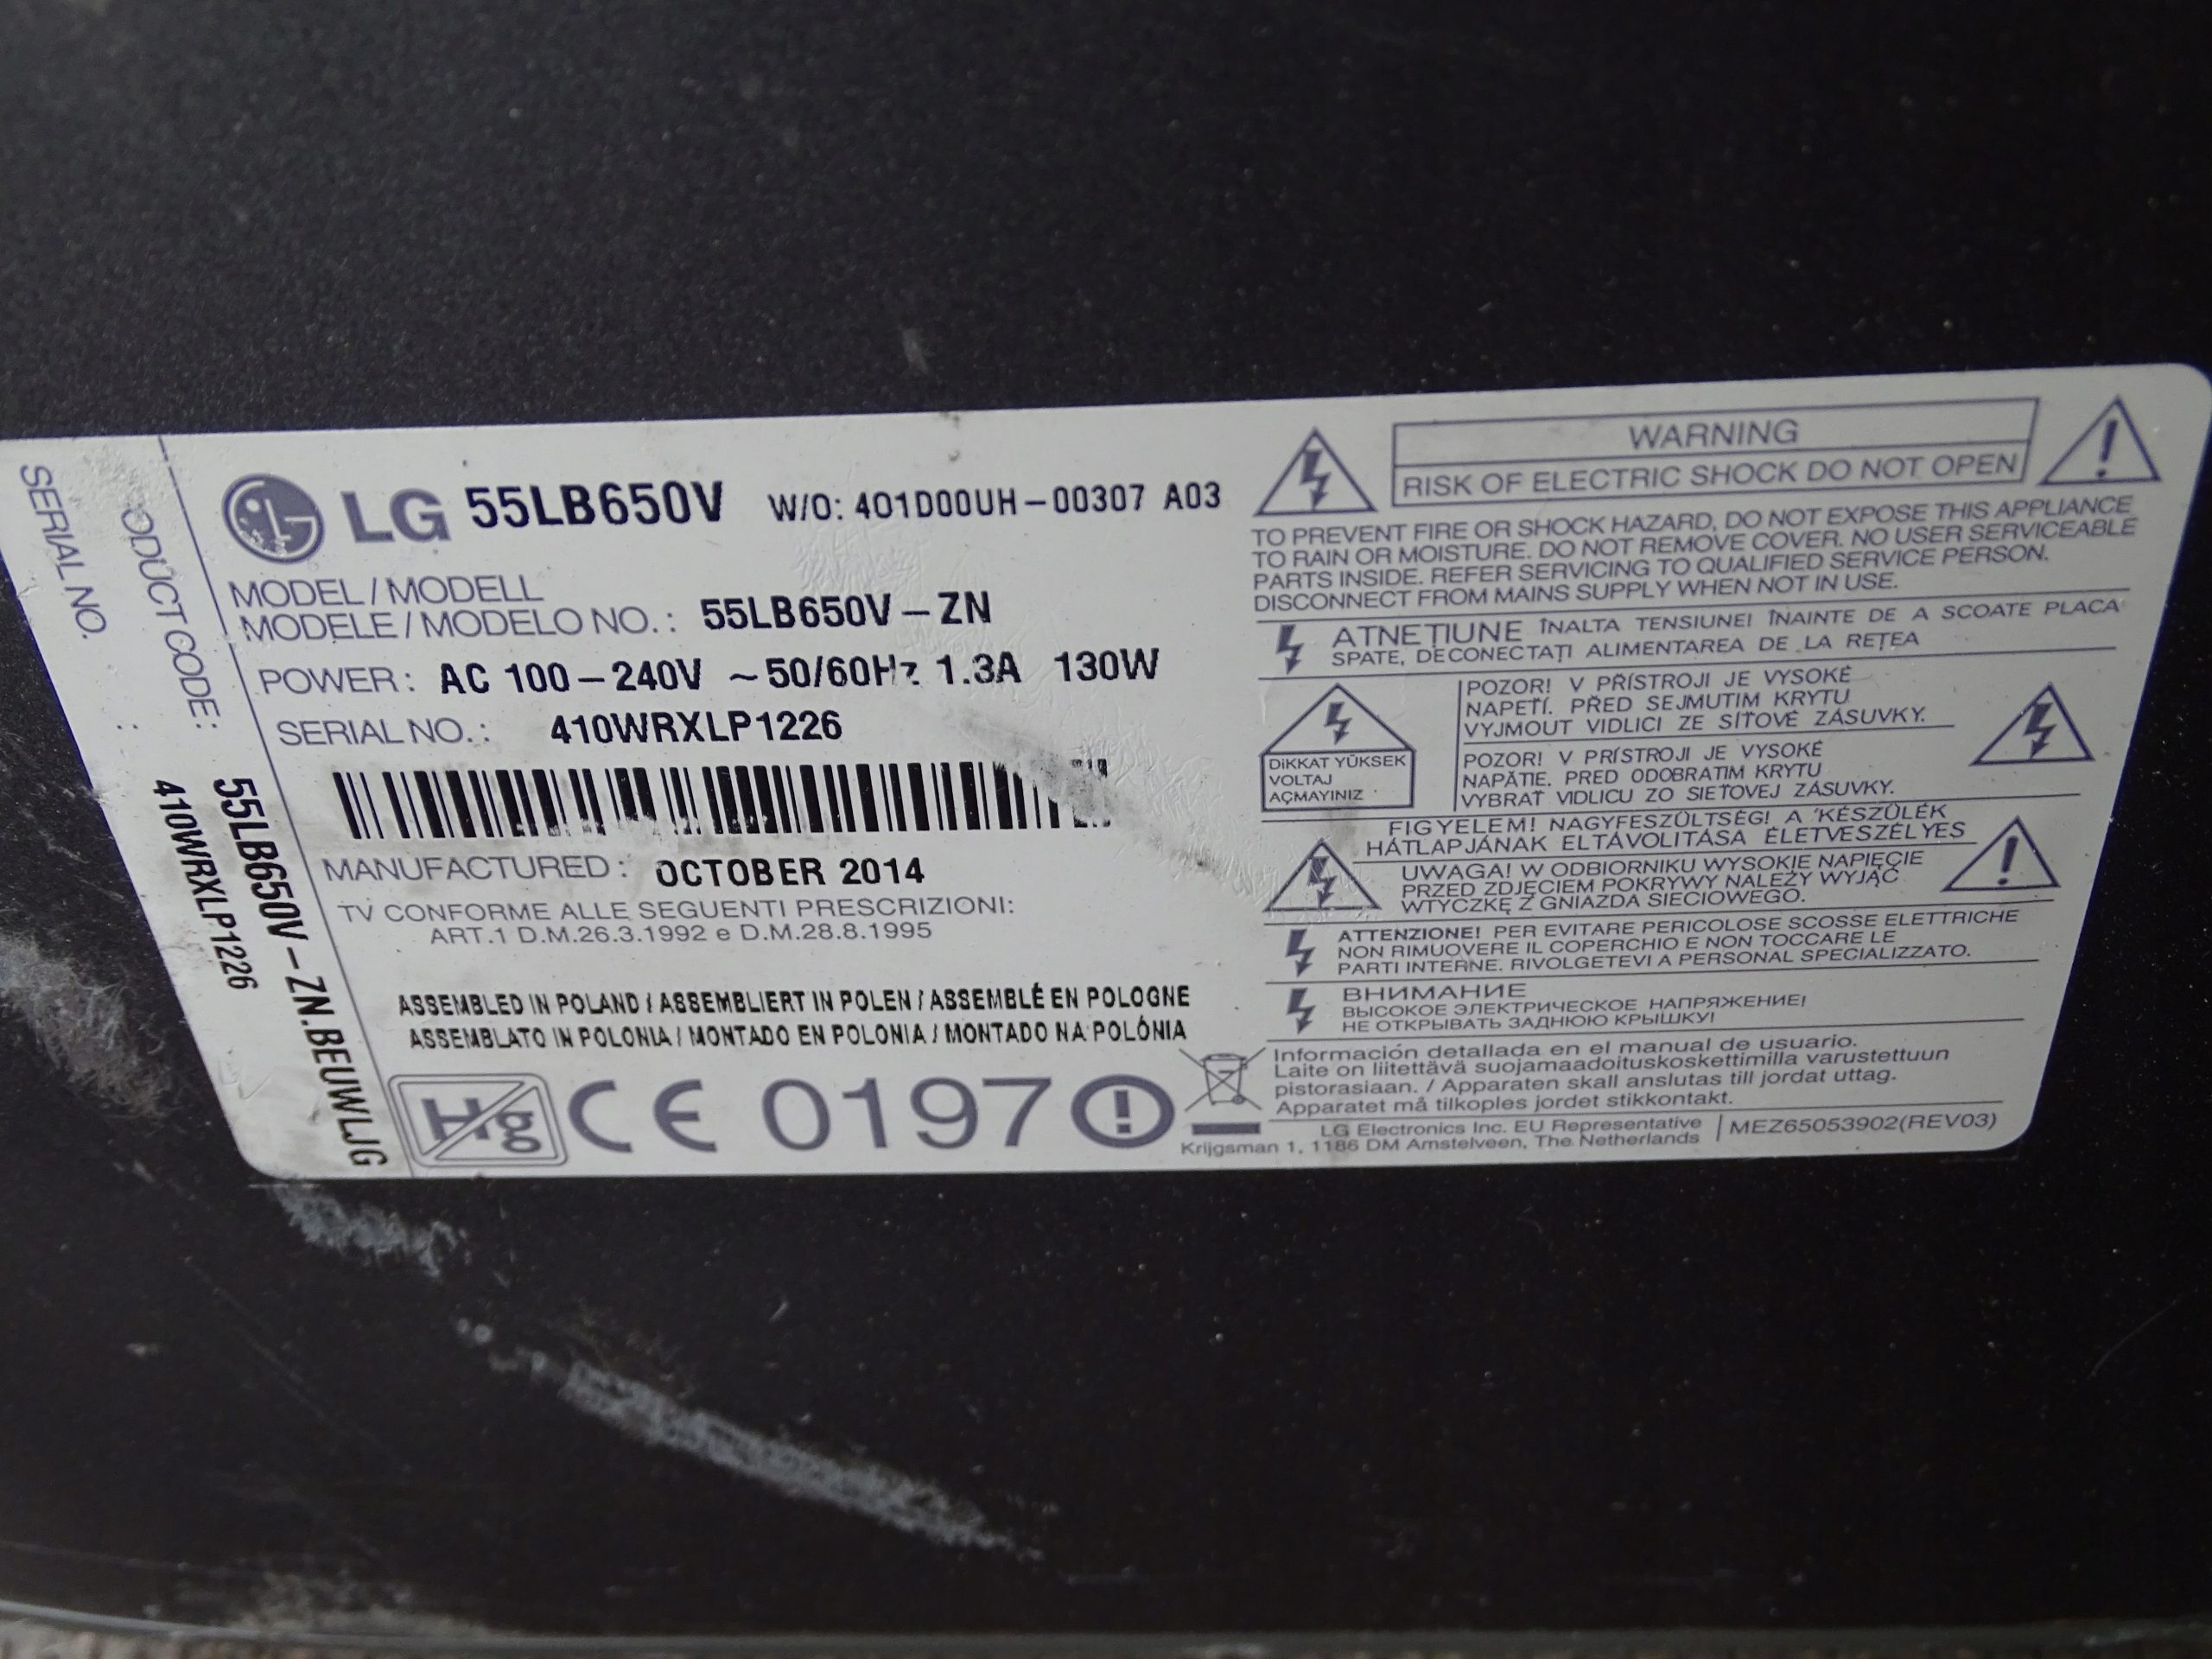 LG 55LB650V W/O: 401D00UH-00307 A03
MODEL / MODELL
MODELE / MODELO NO. : 55LB650V-ZN
POWER : AC 100-240V ~50/60Hz 1.3A 130W
SERIAL NO. : 410WRXLP1226
MANUFACTURED : OCTOBER 2014
TV CONFORME ALLE SEGUENTI PRESCRIZIONI:
ART.1 D.M.26.3.1992 e D.M.28.8.1995
ASSEMBLED IN POLAND / ASSEMBLIERT IN POLEN / ASSEMBLÉ EN POLOGNE
ASSEMBLATO IN POLONIA / MONTADO EN POLONIA / MONTADO NA POLÓNIA
Hg CE 0197
SERIAL NO. : 410WRXLP1226
ODUCT CODE : 55LB650V-ZN.BEUWLJG
WARNING
RISK OF ELECTRIC SHOCK DO NOT OPEN
TO PREVENT FIRE OR SHOCK HAZARD, DO NOT EXPOSE THIS APPLIANCE
TO RAIN OR MOISTURE. DO NOT REMOVE COVER. NO USER SERVICEABLE
PARTS INSIDE. REFER SERVICING TO QUALIFIED SERVICE PERSON.
DISCONNECT FROM MAINS SUPPLY WHEN NOT IN USE.
ATNEȚIUNE ÎNALTA TENSIUNE! ÎNAINTE DE A SCOATE PLACA
SPATE, DECONECTAȚI ALIMENTAREA DE LA REȚEA
DİKKAT YÜKSEK
VOLTAJ
AÇMAYINIZ
POZOR! V PŘÍSTROJI JE VYSOKÉ
NAPETÍ. PŘED SEJMUTIM KRYTU
VYJMOUT VIDLICI ZE SÍŤOVÉ ZÁSUVKY.
POZOR! V PRÍSTROJI JE VYSOKÉ
NAPÄTIE. PRED ODOBRATIM KRYTU
VYBRAŤ VIDLICU ZO SIEŤOVEJ ZÁSUVKY.
FIGYELEM! NAGYFESZÜLTSÉG! A 'KÉSZÜLÉK
HÁTLAPJÁNAK ELTÁVOLITÁSA ÉLETVESZÉLYES
UWAGA! W ODBIORNIKU WYSOKIE NAPIĘCIE
PRZED ZDJĘCIEM POKRYWY NALEŻY WYJĄĆ
WTYCZKĘ Z GNIAZDA SIECIOWEGO.
ATTENZIONE! PER EVITARE PERICOLOSE SCOSSE ELETTRICHE
NON RIMUOVERE IL COPERCHIO E NON TOCCARE LE
PARTI INTERNE. RIVOLGETEVI A PERSONAL SPECIALIZZATO.
ВНИМАНИЕ
ВЫСОКОЕ ЭЛЕКТРИЧЕСКОЕ НАПРЯЖЕНИЕ!
НЕ ОТКРЫВАТЬ ЗАДНЮЮ КРЫШКУ!
Información detallada en el manual de usuario.
Laite on liitettävä suojamaadoituskoskettimilla varustettuun
pistorasiaan. / Apparaten skall anslutas till jordat uttag.
Apparatet må tilkoples jordet stikkontakt.
LG Electronics Inc. EU Representative
Krijgsman 1, 1186 DM Amstelveen, The Netherlands
MEZ65053902(REV03)